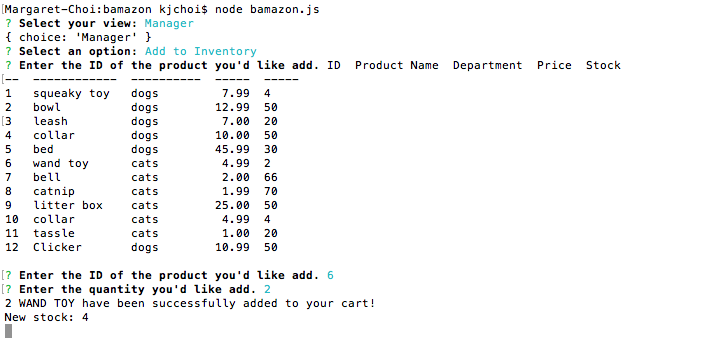 [Margaret-Choi:bamazon kjchoi$ node bamazon.js
? Select your view: Manager
{ choice: 'Manager' }
? Select an option: Add to Inventory
? Enter the ID of the product you'd like add. ID  Product Name  Department  Price  Stock
[--  ------------  ----------  -----  -----
1   squeaky toy   dogs         7.99  4
2   bowl          dogs        12.99  50
[3   leash         dogs         7.00  20
4   collar        dogs        10.00  50
5   bed           dogs        45.99  30
6   wand toy      cats         4.99  2
7   bell          cats         2.00  66
8   catnip        cats         1.99  70
9   litter box    cats        25.00  50
10  collar        cats         4.99  4
11  tassle        cats         1.00  20
12  Clicker       dogs        10.99  50
[? Enter the ID of the product you'd like add. 6
[? Enter the quantity you'd like add. 2
2 WAND TOY have been successfully added to your cart!
New stock: 4